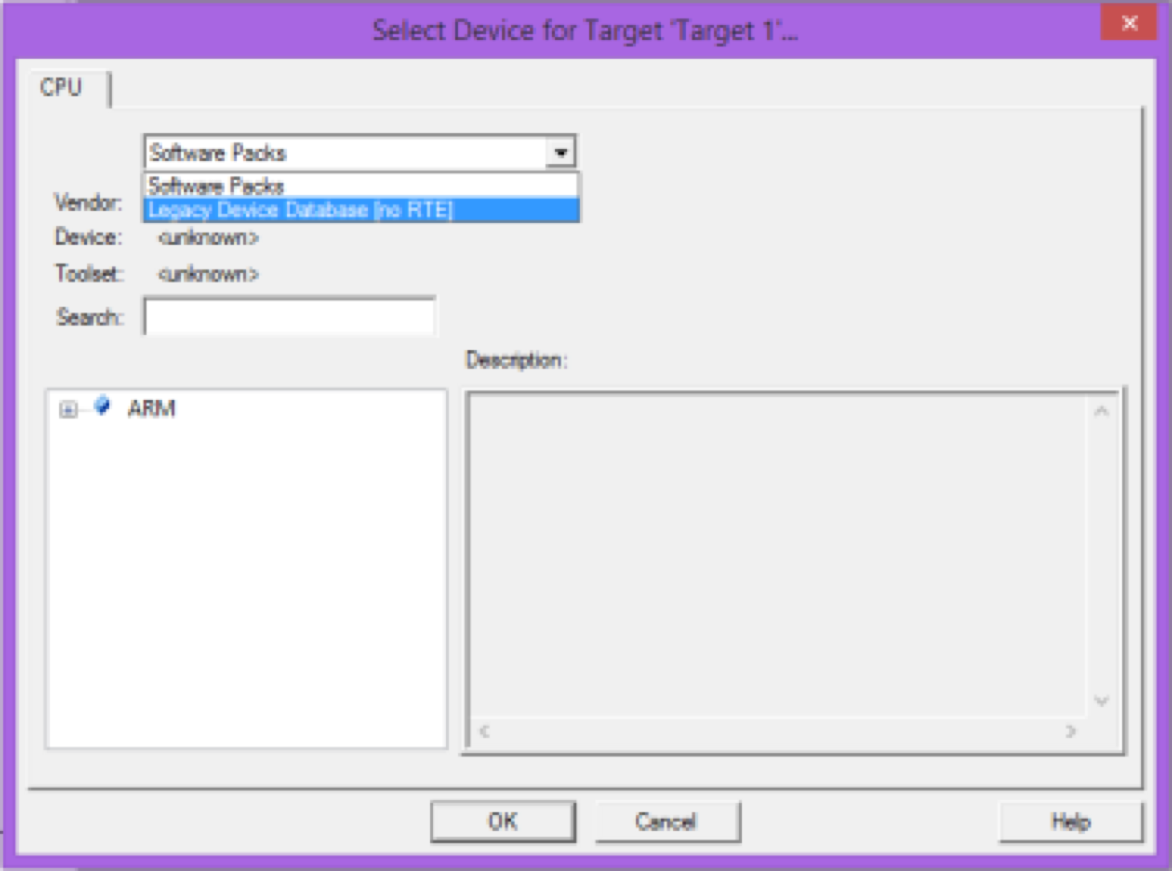 Select Device for Target 'Target 1'...
CPU
Software Packs
Software Packs
Legacy Device Database [no RTE]
Vendor:
Device: <unknown>
Toolset: <unknown>
Search:
Description:
ARM
OK
Cancel
Help